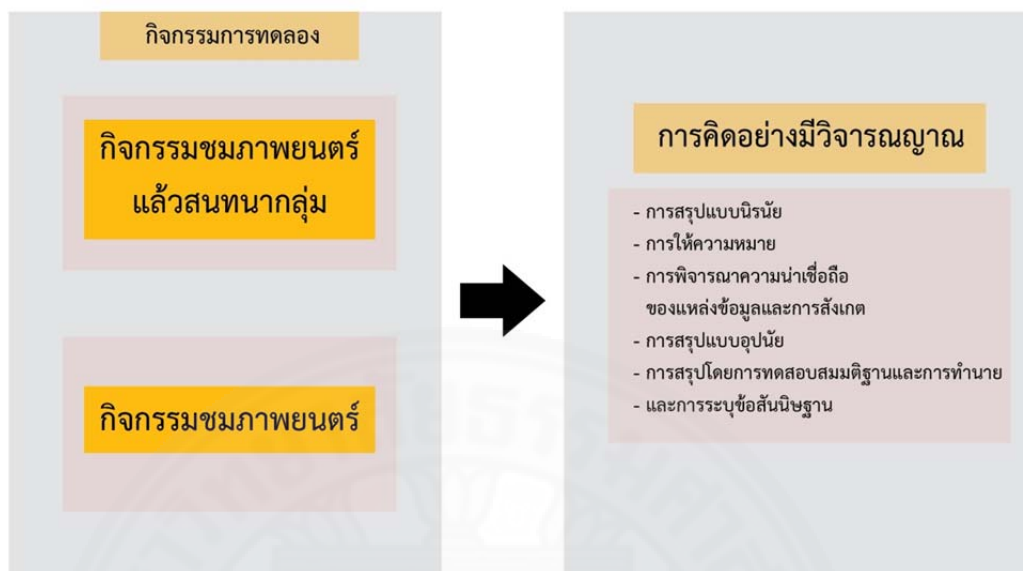 กิจกรรมการทดลอง
กิจกรรมชมภาพยนตร์
แล้วสนทนากลุ่ม
กิจกรรมชมภาพยนตร์
การคิดอย่างมีวิจารณญาณ
- การสรุปแบบนิรนัย
- การให้ความหมาย
- การพิจารณาความน่าเชื่อถือ
ของแหล่งข้อมูลและการสังเกต
- การสรุปแบบอุปนัย
- การสรุปโดยการทดสอบสมมติฐานและการทำนาย
- และการระบุข้อสันนิษฐาน